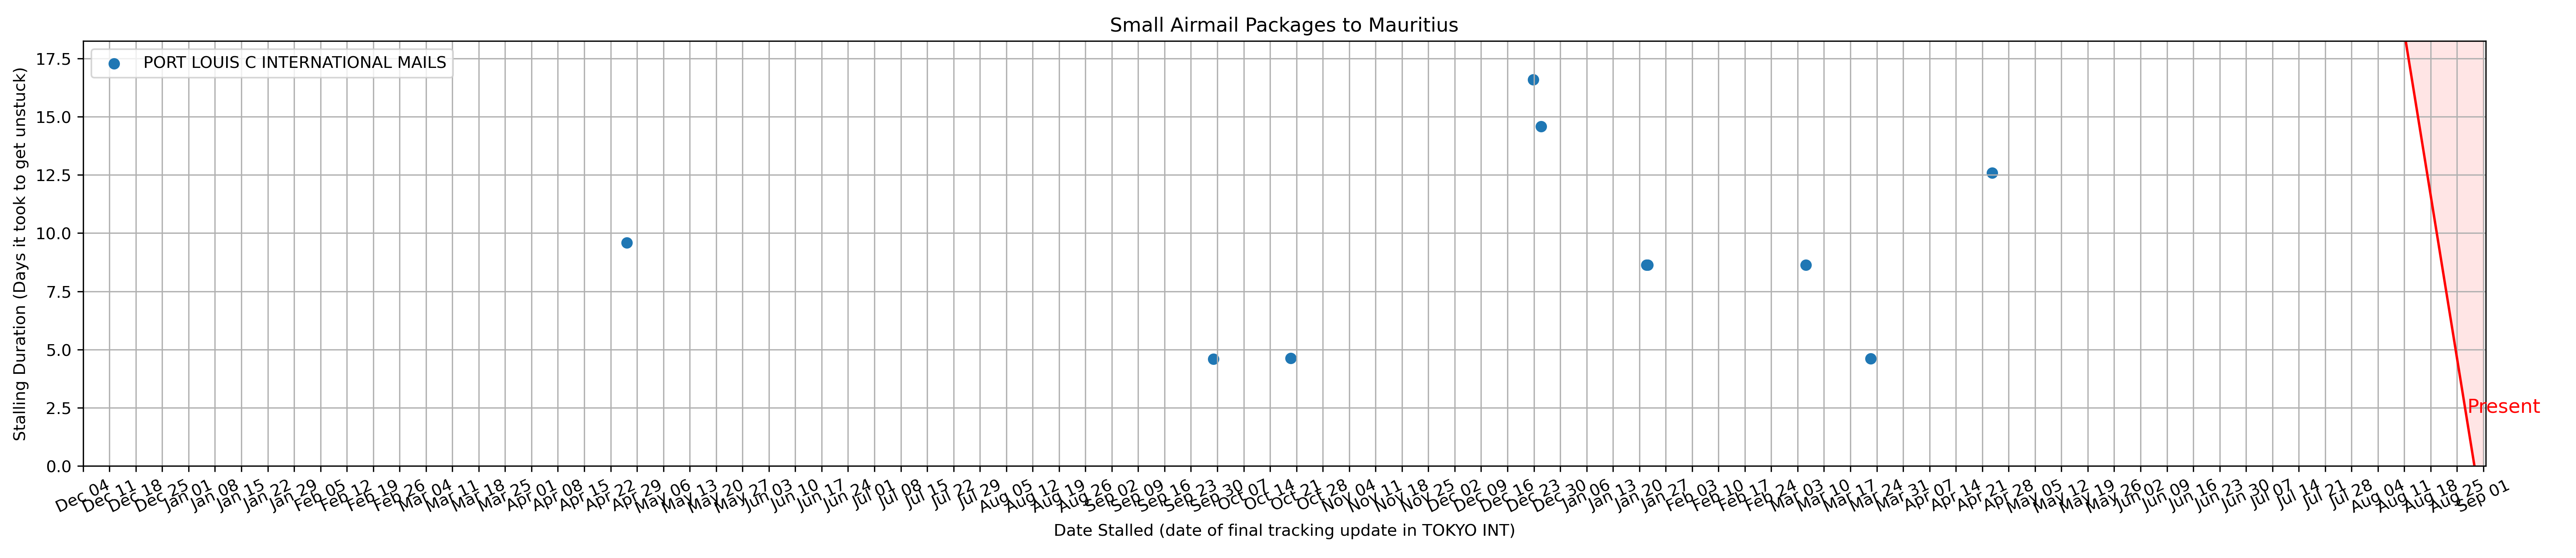 Small Airmail Packages to Mauritius
PORT LOUIS C INTERNATIONAL MAILS
Stalling Duration (Days it took to get unstuck)
17.5
15.0
12.5
10.0
7.5
5.0
2.5
0.0
Present
Dec 04
Dec 11
Dec 18
Dec 25
Jan 01
Jan 08
Jan 15
Jan 22
Jan 29
Feb 05
Feb 12
Feb 19
Feb 26
Mar 04
Mar 11
Mar 18
Mar 25
Apr 01
Apr 08
Apr 15
Apr 22
Apr 29
May 06
May 13
May 20
May 27
Jun 03
Jun 10
Jun 17
Jun 24
Jul 01
Jul 08
Jul 15
Jul 22
Jul 29
Aug 05
Aug 12
Aug 19
Aug 26
Sep 02
Sep 09
Sep 16
Sep 23
Sep 30
Oct 07
Oct 14
Oct 21
Oct 28
Nov 04
Nov 11
Nov 18
Nov 25
Dec 02
Dec 09
Dec 16
Dec 23
Dec 30
Jan 06
Jan 13
Jan 20
Jan 27
Feb 03
Feb 10
Feb 17
Feb 24
Mar 03
Mar 10
Mar 17
Mar 24
Mar 31
Apr 07
Apr 14
Apr 21
Apr 28
May 05
May 12
May 19
May 26
Jun 02
Jun 09
Jun 16
Jun 23
Jun 30
Jul 07
Jul 14
Jul 21
Jul 28
Aug 04
Aug 11
Aug 18
Aug 25
Sep 01
Date Stalled (date of final tracking update in TOKYO INT)